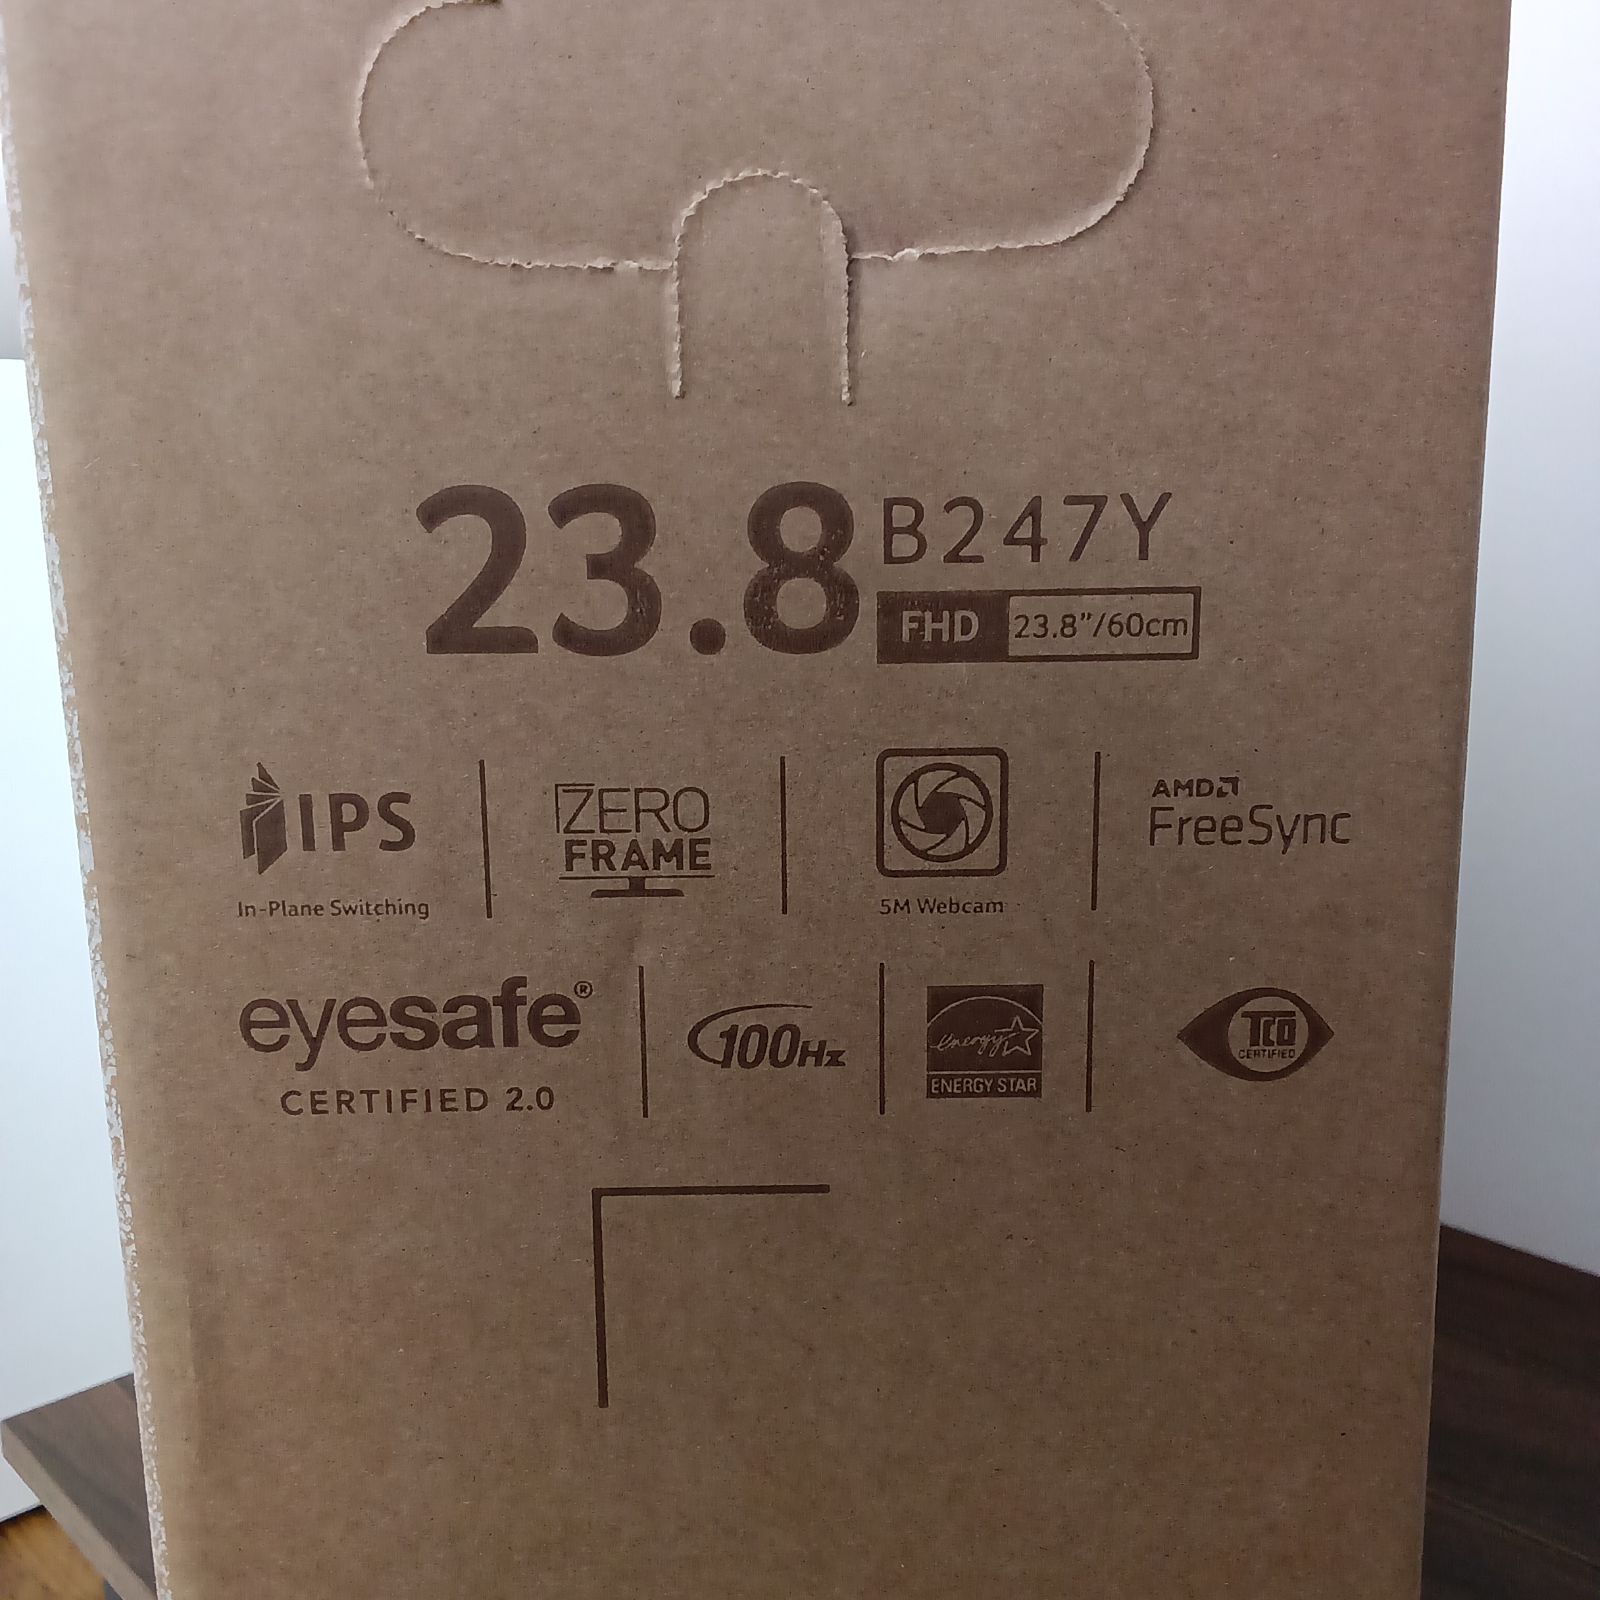 23.8 B247Y
FHD 23.8"/60cm
IPS
In-Plane Switching
ZERO
FRAME
5M Webcam
AMD
FreeSync
eyesafe®
CERTIFIED 2.0
100Hz
energy
ENERGY STAR
TCO
CERTIFIED